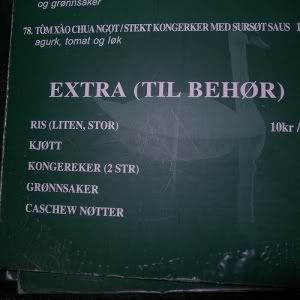 og grønnsaker
78. TÔM XÀO CHUA NGỌT / STEKT KONGERKER MED SURSØT SAUS
agurk, tomat og løk
EXTRA (TIL BEHØR)
RIS (LITEN, STOR) 10kr /
KJØTT
KONGEREKER (2 STR)
GRØNNSAKER
CASCHEW NØTTER